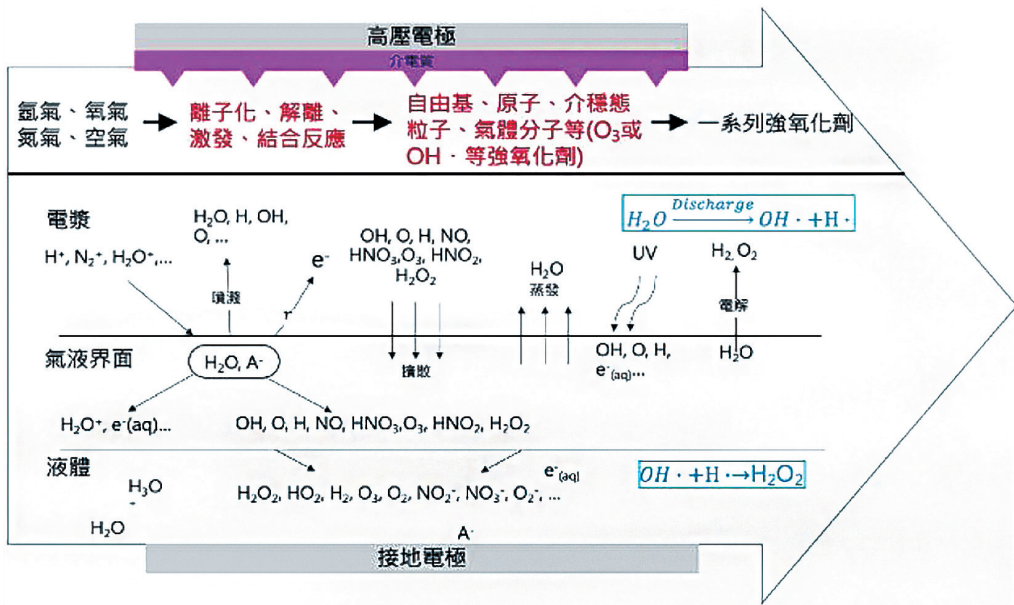 高壓電極
介電質
氬氣、氧氣
氮氣、空氣
離子化、解離、
激發、結合反應
自由基、原子、介穩態
粒子、氣體分子等(O₃或
OH · 等強氧化劑)
一系列強氧化劑
電漿
H⁺, N₂⁺, H₂O⁺,...
H₂O, H, OH,
O, ...
噴濺
e⁻
r
OH, O, H, NO,
HNO₃,O₃, HNO₂,
H₂O₂
擴散
H₂O
蒸發
H₂O Discharge OH · +H ·
UV
OH, O, H,
e⁻(aq)...
H₂, O₂
電解
H₂O
氣液界面
H₂O, A⁻
H₂O⁺, e⁻(aq)...
OH, O, H, NO, HNO₃,O₃, HNO₂, H₂O₂
液體
H₃O
H₂O
e⁻(aq)
H₂O₂, HO₂, H₂, O₃, O₂, NO₂⁻, NO₃⁻, O₂⁻, ...
A⁻
OH · +H ·→H₂O₂
接地電極